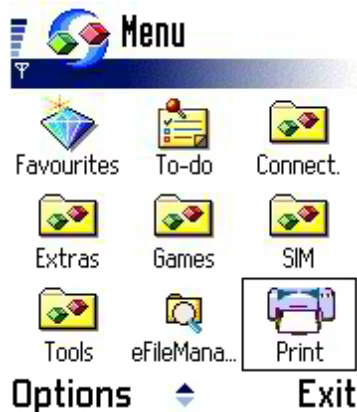 Menu
Favourites To-do Connect.
Extras Games SIM
Tools eFileMana... Print
Options Exit